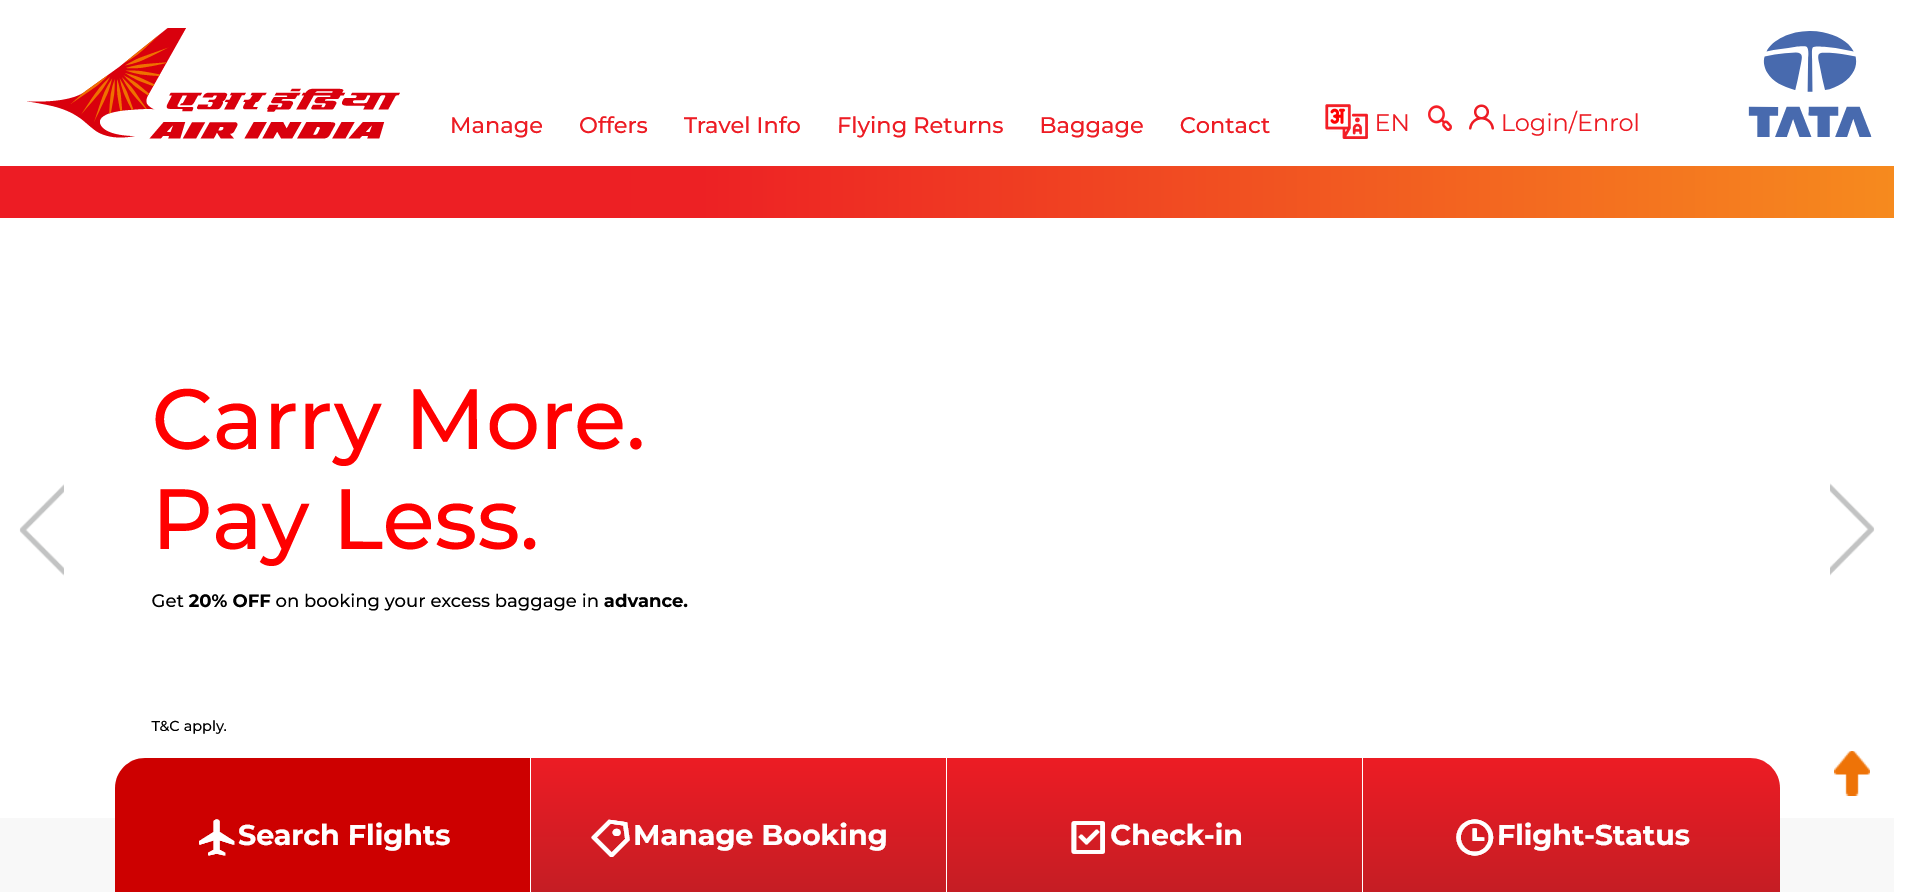 एअर इंडिया
AIR INDIA
Manage Offers Travel Info Flying Returns Baggage Contact
अ A EN Login/Enrol
TATA
Carry More.
Pay Less.
Get 20% OFF on booking your excess baggage in advance.
T&C apply.
Search Flights Manage Booking Check-in Flight-Status